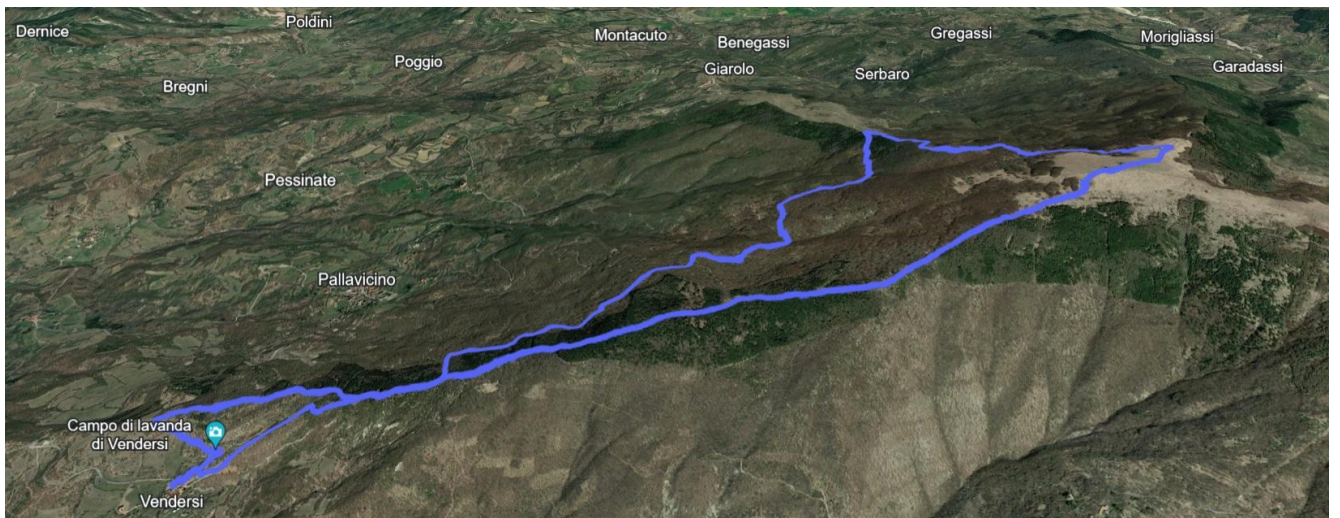 Dernice
Poldini
Montacuto
Benegassi
Gregassi
Morigliassi
Bregni
Poggio
Giarolo
Serbaro
Garadassi
Pessinate
Pallavicino
Campo di lavanda
di Vendersi
Vendersi